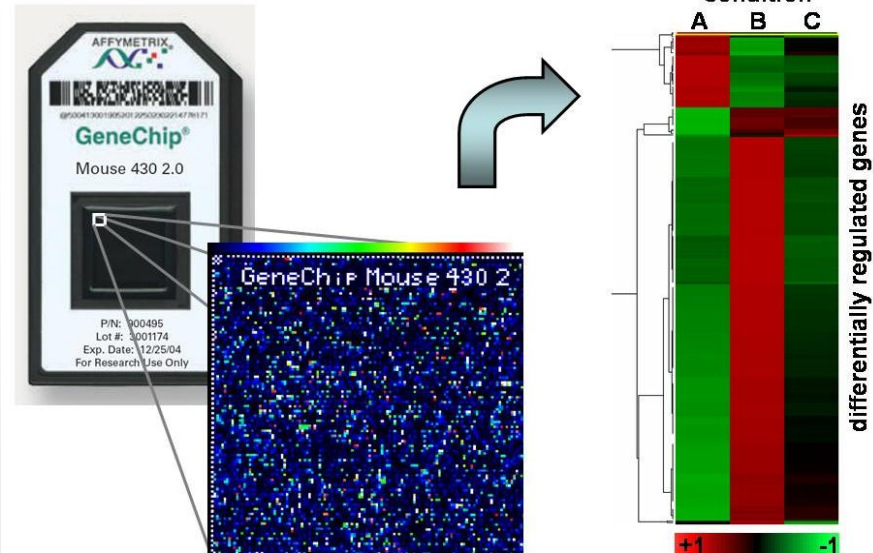 AFFYMETRIX
GeneChip®
Mouse 430 2.0
P/N: 900495
Lot #: 3001174
Exp. Date: 12/25/04
For Research Use Only
GeneChip Mouse 430 2
Condition
A B C
differentially regulated genes
+1 -1